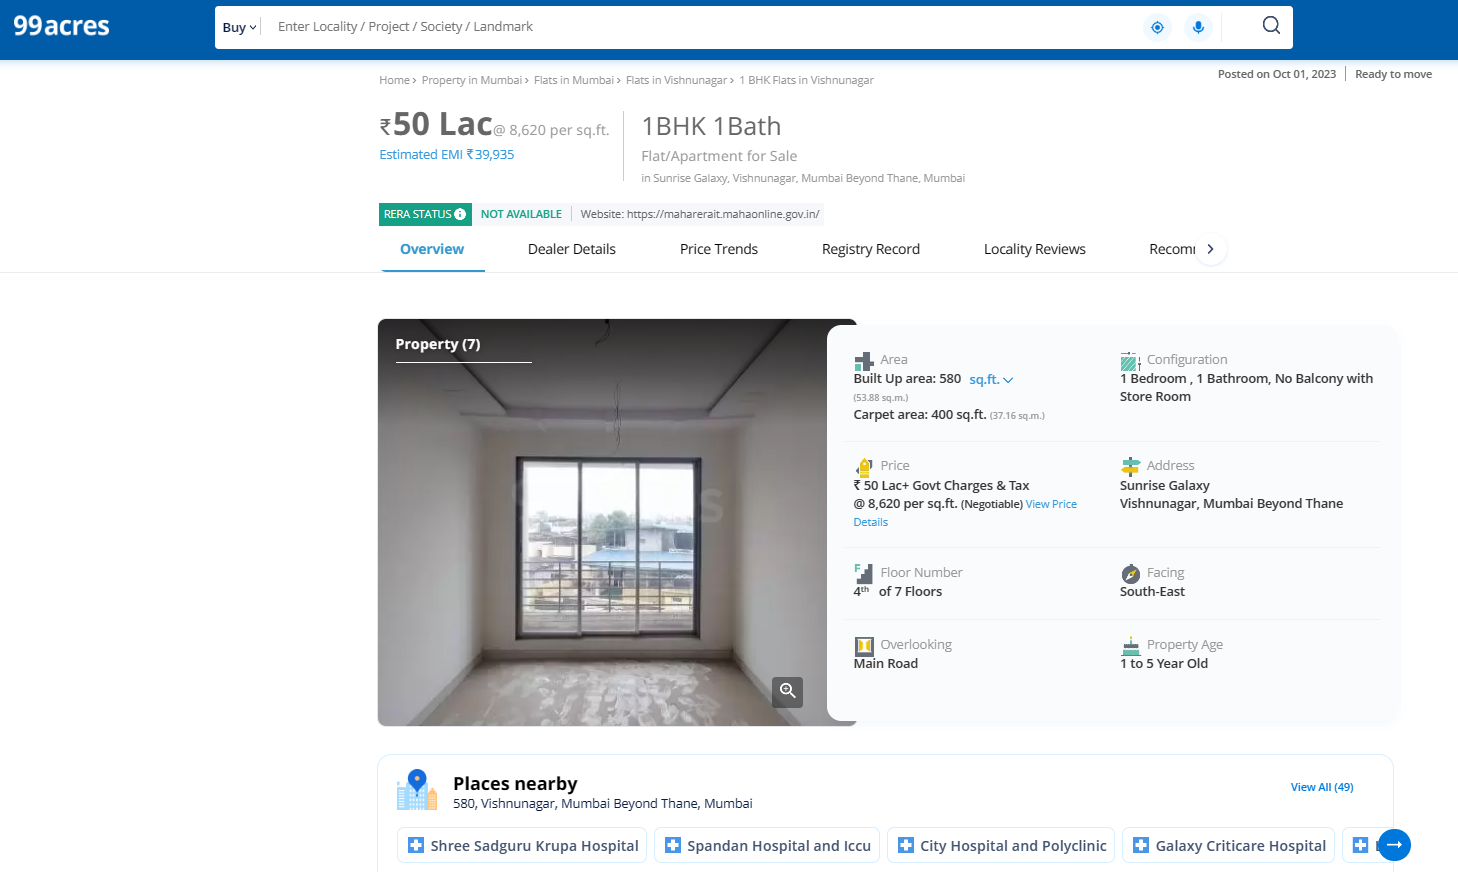 99acres
Buy
Enter Locality / Project / Society / Landmark
Home > Property in Mumbai > Flats in Mumbai > Flats in Vishnunagar > 1 BHK Flats in Vishnunagar
Posted on Oct 01, 2023 | Ready to move
₹50 Lac @ 8,620 per sq.ft.
Estimated EMI ₹39,935
1BHK 1Bath
Flat/Apartment for Sale
in Sunrise Galaxy, Vishnunagar, Mumbai Beyond Thane, Mumbai
RERA STATUS NOT AVAILABLE | Website: https://maharerait.mahaonline.gov.in/
Overview Dealer Details Price Trends Registry Record Locality Reviews
Property (7)
Area
Built Up area: 580 sq.ft.
(53.88 sq.m.)
Carpet area: 400 sq.ft. (37.16 sq.m.)
Configuration
1 Bedroom , 1 Bathroom, No Balcony with
Store Room
Price
₹ 50 Lac+ Govt Charges & Tax
@ 8,620 per sq.ft. (Negotiable) View Price
Details
Address
Sunrise Galaxy
Vishnunagar, Mumbai Beyond Thane
Floor Number
4th of 7 Floors
Facing
South-East
Overlooking
Main Road
Property Age
1 to 5 Year Old
Places nearby
580, Vishnunagar, Mumbai Beyond Thane, Mumbai
View All (49)
Shree Sadguru Krupa Hospital
Spandan Hospital and Iccu
City Hospital and Polyclinic
Galaxy Criticare Hospital